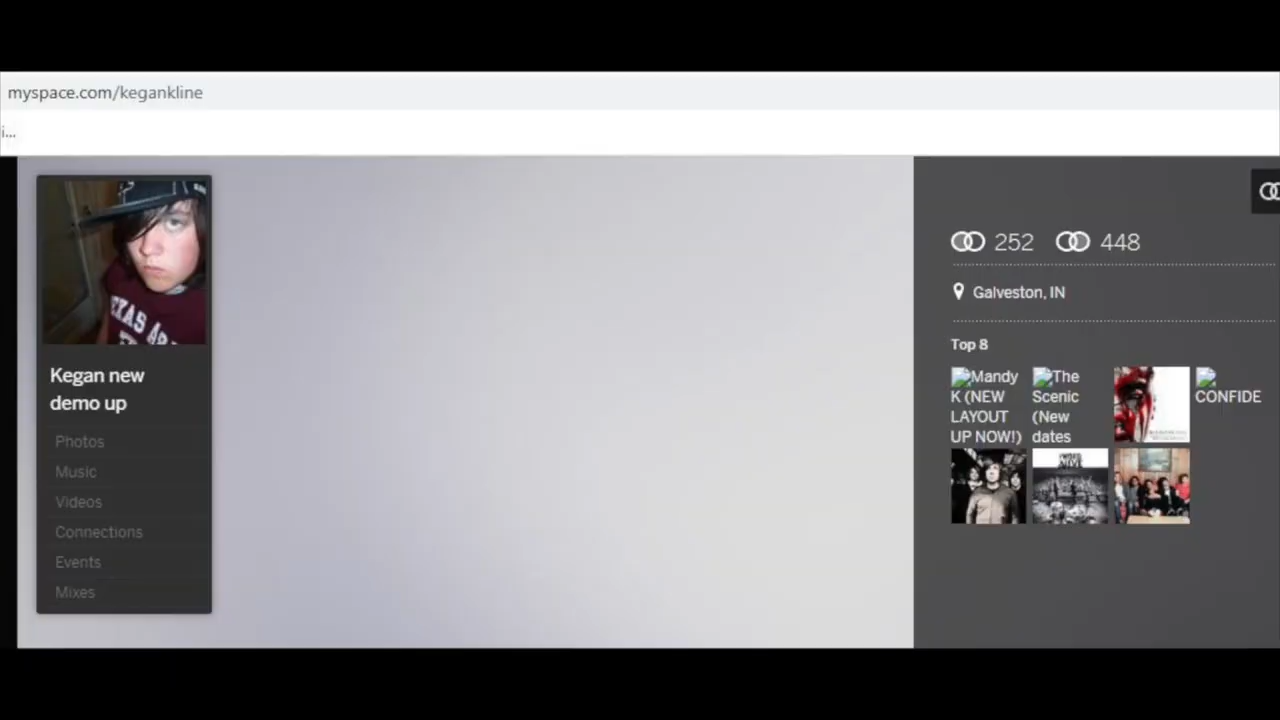 myspace.com/kegankline
i...
252 448
Galveston, IN
Top 8
Mandy
K (NEW
LAYOUT
UP NOW!)
The
Scenic
(New
dates
CONFIDE
Kegan new
demo up
Photos
Music
Videos
Connections
Events
Mixes